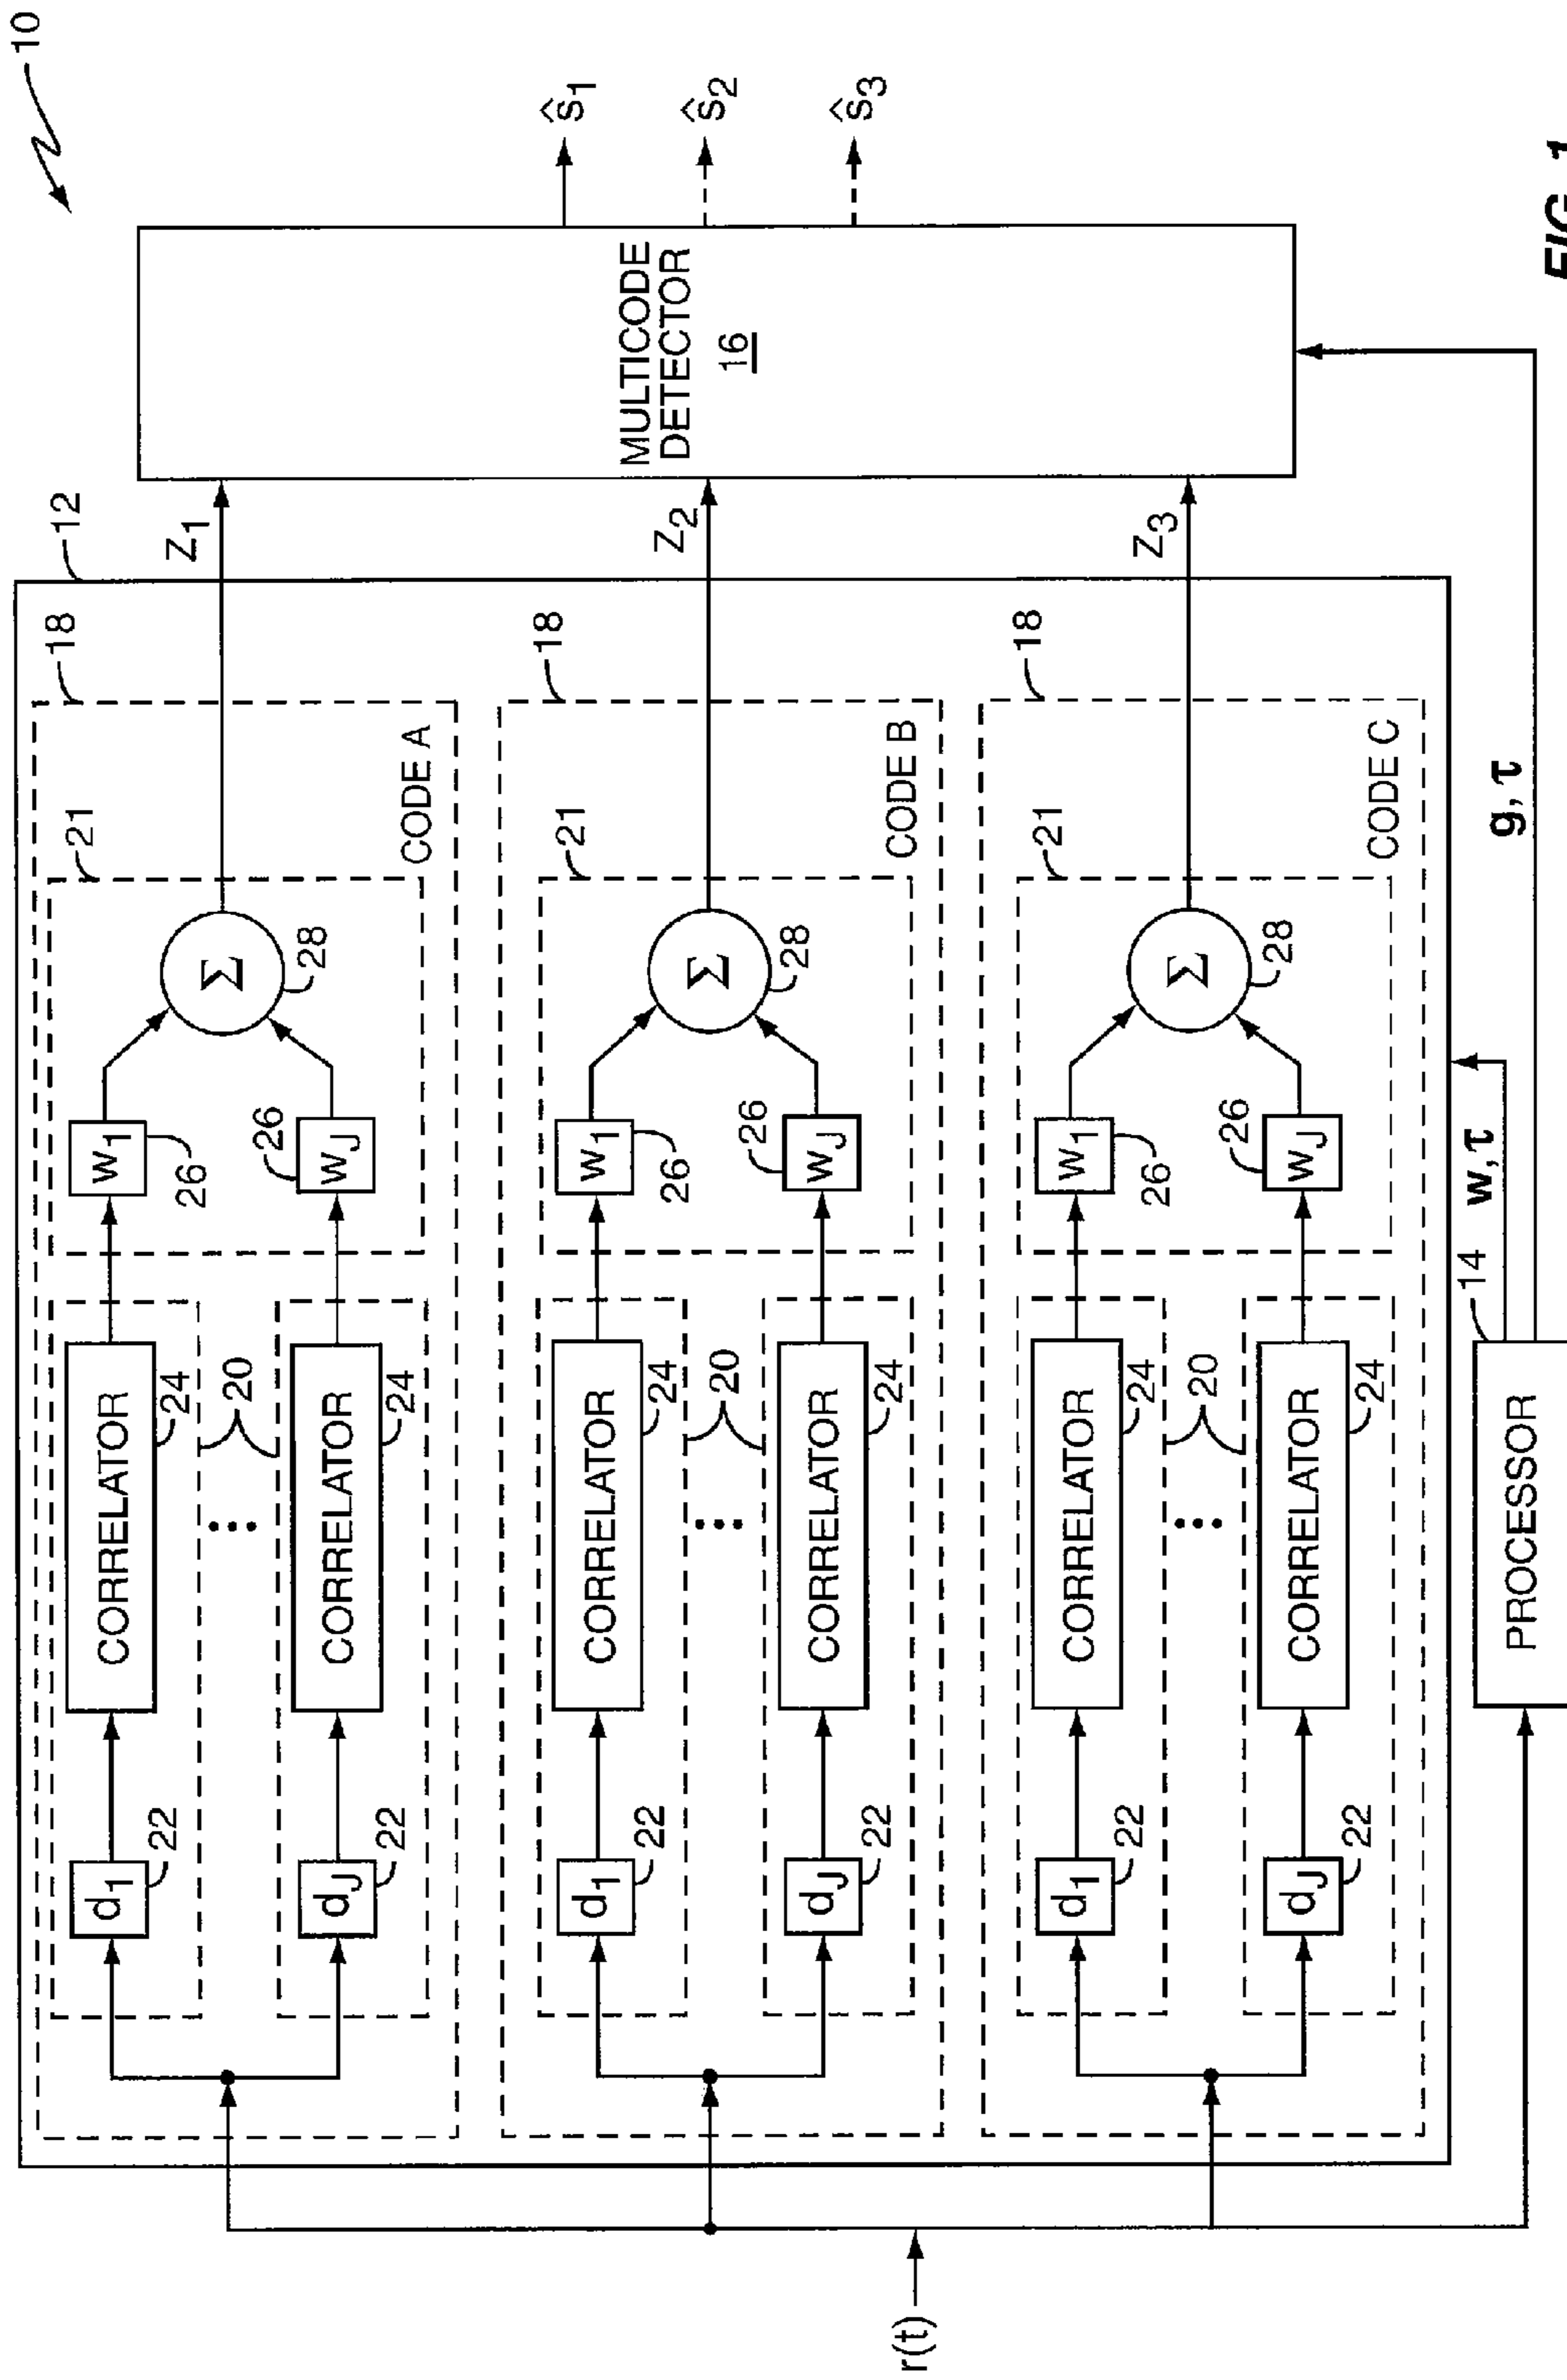 10
12
18
21
d1
22
CORRELATOR
24
w1
26
Σ
28
Z1
20
dJ
22
CORRELATOR
24
wJ
26
CODE A
18
21
d1
22
CORRELATOR
24
w1
26
Σ
28
Z2
20
dJ
22
CORRELATOR
24
wJ
26
CODE B
18
21
d1
22
CORRELATOR
24
w1
26
Σ
28
Z3
20
dJ
22
CORRELATOR
24
wJ
26
CODE C
MULTICODE
DETECTOR
16
ŝ1
ŝ2
ŝ3
r(t)
PROCESSOR
14
w, τ
g, τ
FIG. 1